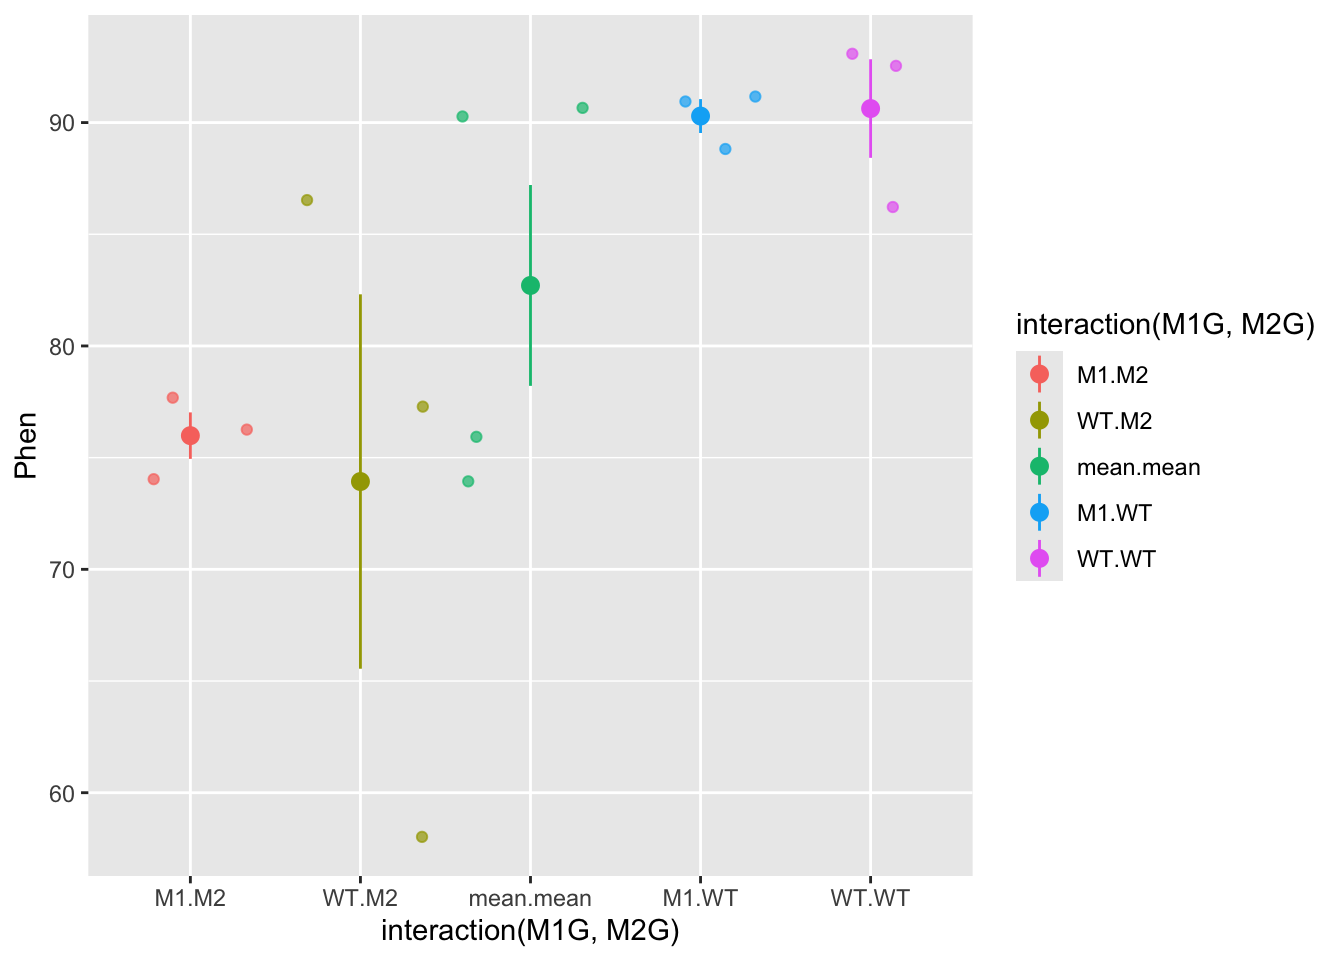 Phen
90
80
70
60
M1.M2 WT.M2 mean.mean M1.WT WT.WT
interaction(M1G, M2G)
interaction(M1G, M2G)
M1.M2
WT.M2
mean.mean
M1.WT
WT.WT